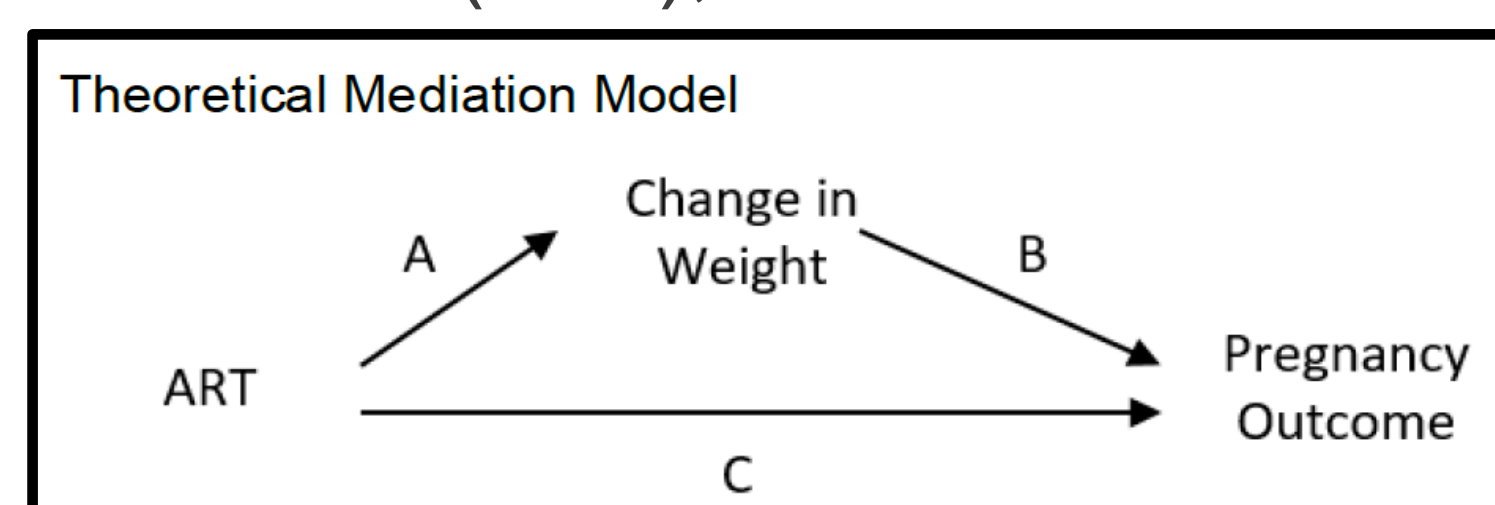 Theoretical Mediation Model
Change in
Weight
A
B
ART
Pregnancy
Outcome
C